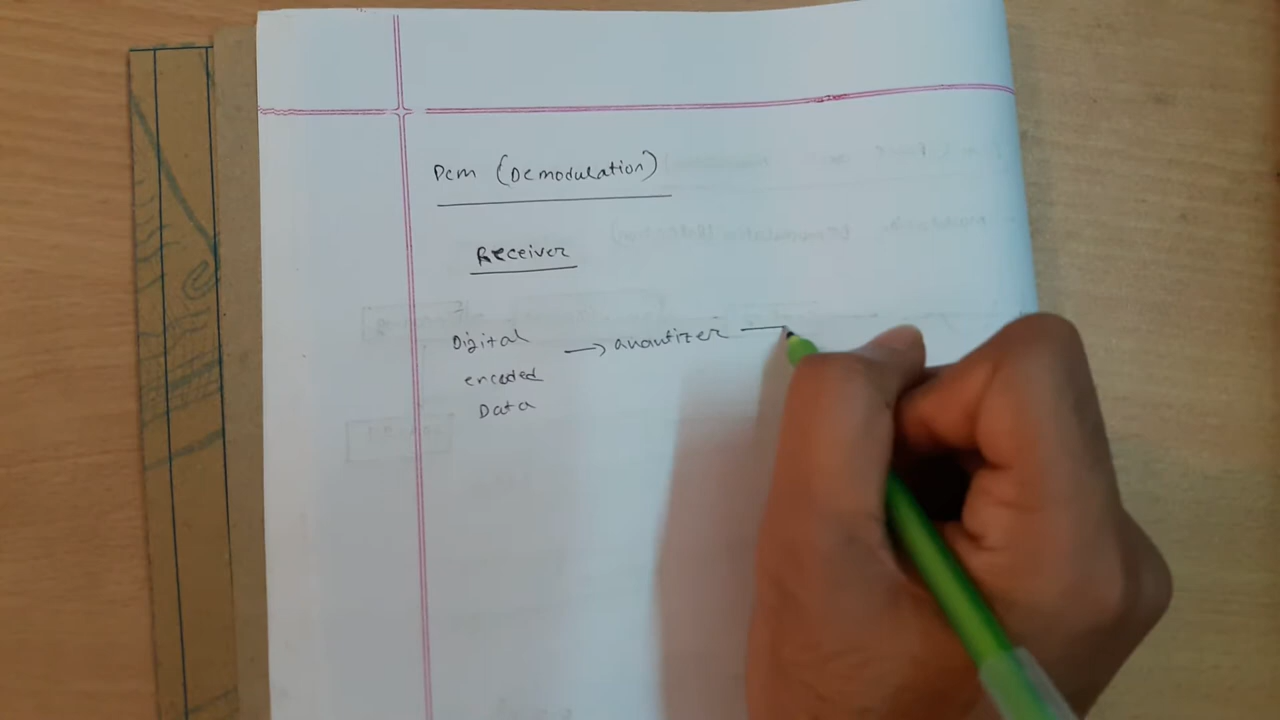 Pcm (Demodulation)
Receiver
Digital → quantizer —
encoded
Data